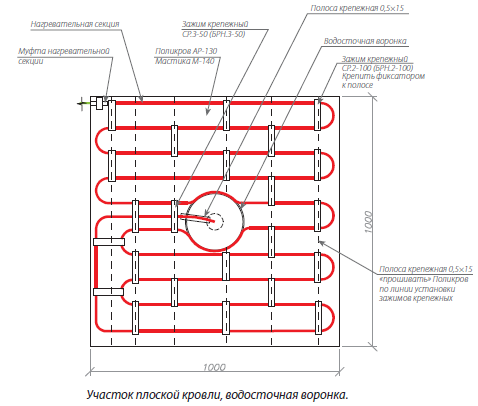 Полоса крепежная 0,5×15
Нагревательная секция
Зажим крепежный
СР.3-50 (БРН.3-50)
Муфта нагревательной
секции
Поликров АР-130
Мастика М-140
Водосточная воронка
Зажим крепежный
СР.2-100 (БРН.2-100)
Крепить фиксатором
к полосе
1000
Полоса крепежная 0,5×15
«прошивать» Поликров
по линии установки
зажимов крепежных
1000
Участок плоской кровли, водосточная воронка.